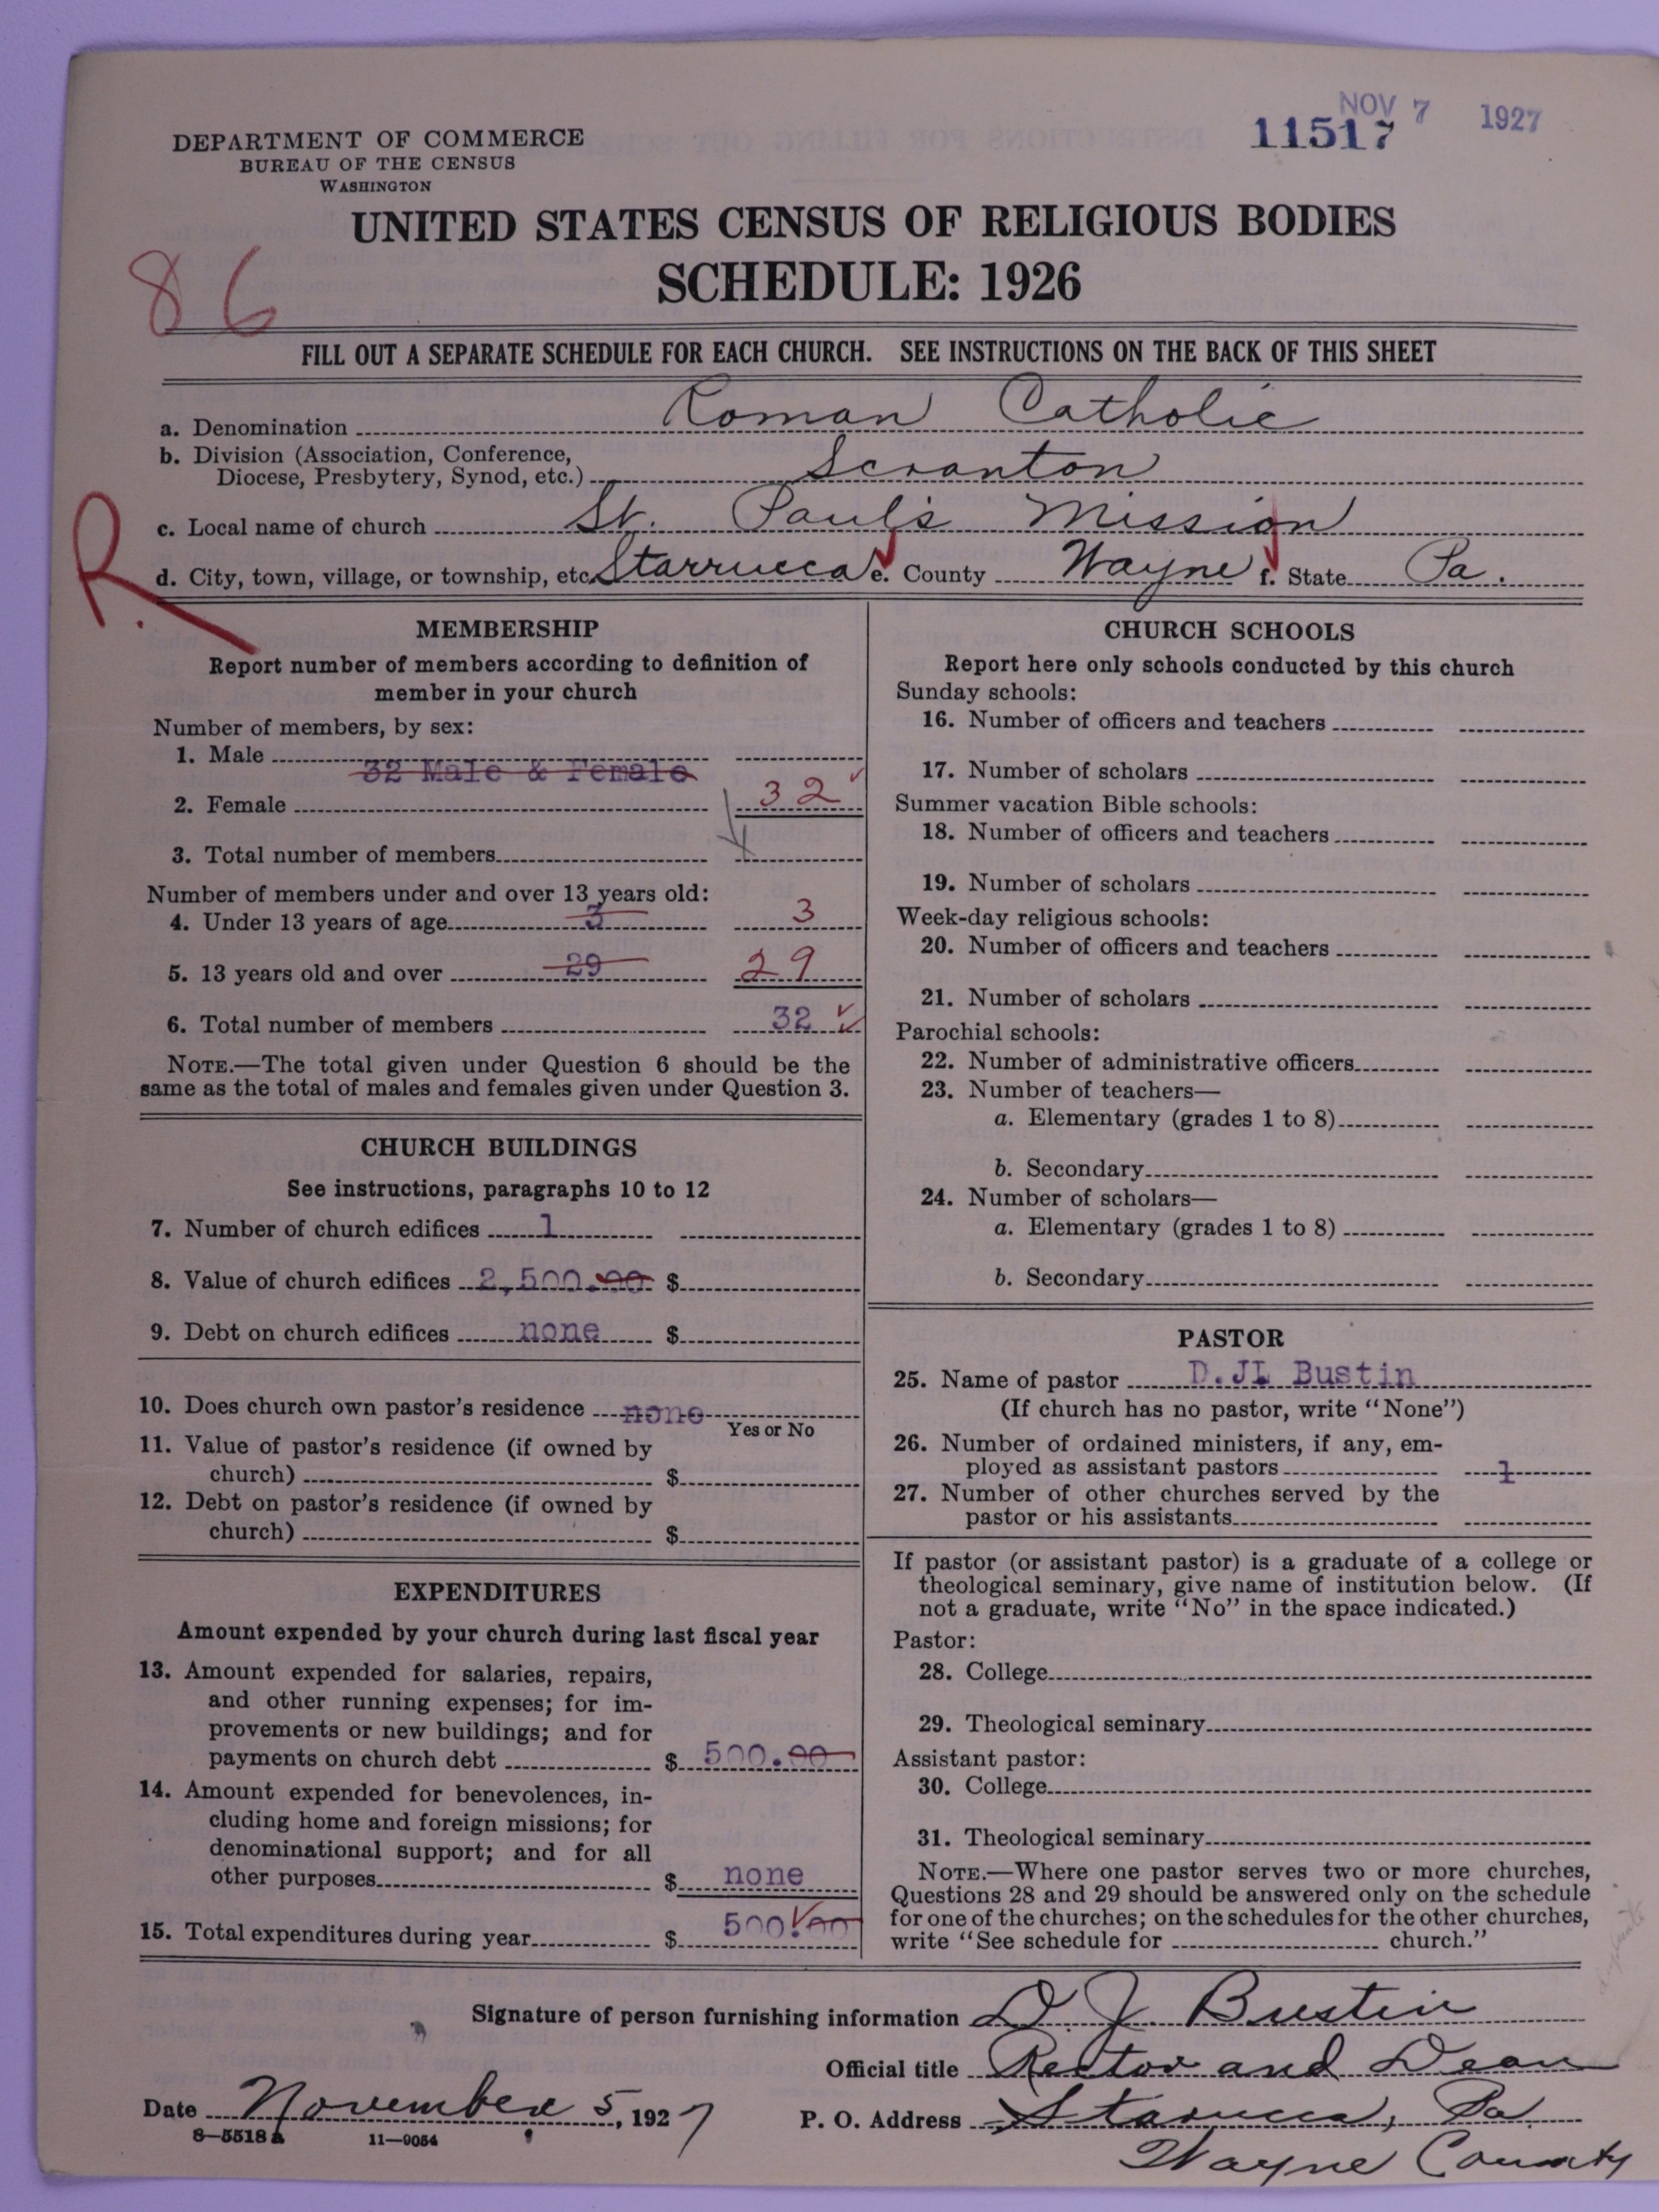 NOV 7 1927
11517
DEPARTMENT OF COMMERCE
BUREAU OF THE CENSUS
WASHINGTON
UNITED STATES CENSUS OF RELIGIOUS BODIES
SCHEDULE: 1926
86
FILL OUT A SEPARATE SCHEDULE FOR EACH CHURCH. SEE INSTRUCTIONS ON THE BACK OF THIS SHEET
a. Denomination Roman Catholic
b. Division (Association, Conference,
Diocese, Presbytery, Synod, etc.) Scranton
R.
c. Local name of church St. Paul's Mission
d. City, town, village, or township, etc. Starrucca e. County Wayne f. State Pa.
MEMBERSHIP
Report number of members according to definition of
member in your church
Number of members, by sex:
1. Male
32 Male & Female
2. Female 32
3. Total number of members
Number of members under and over 13 years old:
4. Under 13 years of age 3 3
5. 13 years old and over 29 29
6. Total number of members 32
NOTE.—The total given under Question 6 should be the
same as the total of males and females given under Question 3.
CHURCH BUILDINGS
See instructions, paragraphs 10 to 12
7. Number of church edifices 1
8. Value of church edifices 2,500.00 $
9. Debt on church edifices none $
10. Does church own pastor's residence none
Yes or No
11. Value of pastor's residence (if owned by
church) $
12. Debt on pastor's residence (if owned by
church) $
EXPENDITURES
Amount expended by your church during last fiscal year
13. Amount expended for salaries, repairs,
and other running expenses; for im-
provements or new buildings; and for
payments on church debt $ 500.00
14. Amount expended for benevolences, in-
cluding home and foreign missions; for
denominational support; and for all
other purposes $ none
15. Total expenditures during year $ 500.00
CHURCH SCHOOLS
Report here only schools conducted by this church
Sunday schools:
16. Number of officers and teachers
17. Number of scholars
Summer vacation Bible schools:
18. Number of officers and teachers
19. Number of scholars
Week-day religious schools:
20. Number of officers and teachers
21. Number of scholars
Parochial schools:
22. Number of administrative officers
23. Number of teachers—
a. Elementary (grades 1 to 8)
b. Secondary
24. Number of scholars—
a. Elementary (grades 1 to 8)
b. Secondary
PASTOR
25. Name of pastor D.JL Bustin
(If church has no pastor, write "None")
26. Number of ordained ministers, if any, em-
ployed as assistant pastors 1
27. Number of other churches served by the
pastor or his assistants
If pastor (or assistant pastor) is a graduate of a college or
theological seminary, give name of institution below. (If
not a graduate, write "No" in the space indicated.)
Pastor:
28. College
29. Theological seminary
Assistant pastor:
30. College
31. Theological seminary
NOTE.—Where one pastor serves two or more churches,
Questions 28 and 29 should be answered only on the schedule
for one of the churches; on the schedules for the other churches,
write "See schedule for church."
Signature of person furnishing information D. J. Bustin
Official title Rector and Dean
Date November 5, 1927 P. O. Address Starucca, Pa
8—5518a 11—9054
Wayne County